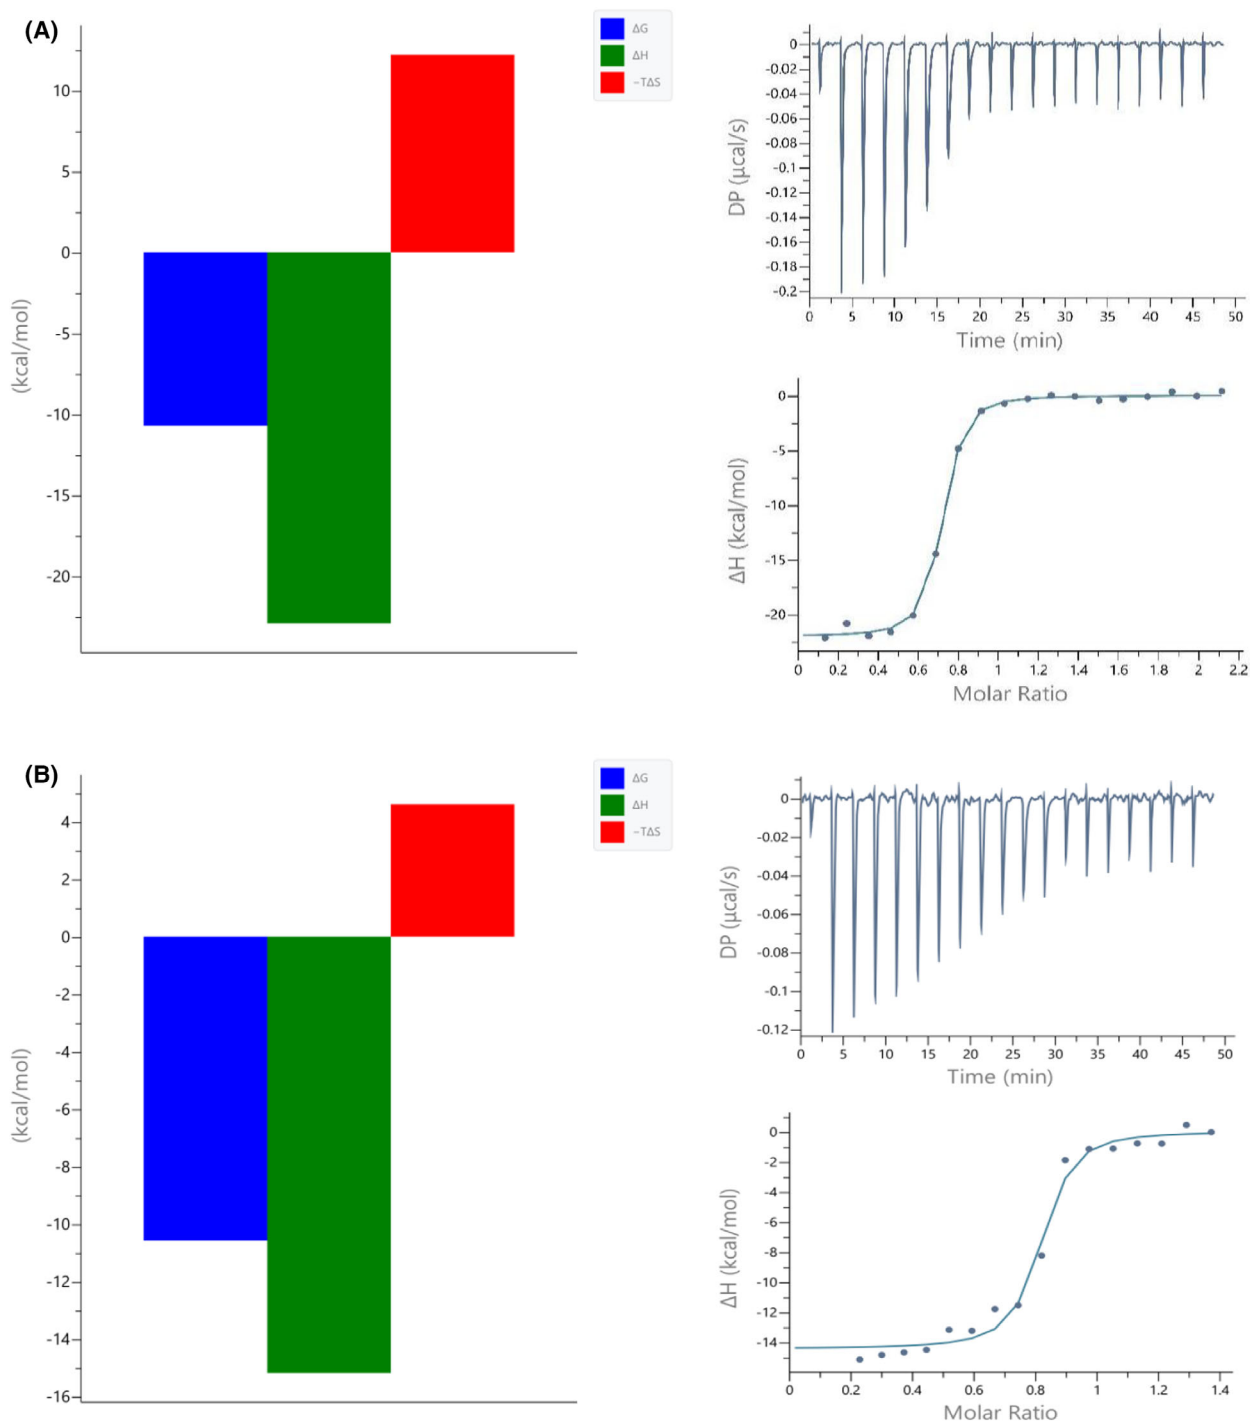 (A)
ΔG
ΔH
−TΔS
10
5
0
-5
-10
-15
-20
(kcal/mol)
0
-0.02
-0.04
-0.06
-0.08
-0.1
-0.12
-0.14
-0.16
-0.18
-0.2
DP (μcal/s)
0 5 10 15 20 25 30 35 40 45 50
Time (min)
0
-5
-10
-15
-20
ΔH (kcal/mol)
0 0.2 0.4 0.6 0.8 1 1.2 1.4 1.6 1.8 2 2.2
Molar Ratio
(B)
ΔG
ΔH
−TΔS
4
2
0
-2
-4
-6
-8
-10
-12
-14
-16
(kcal/mol)
0
-0.02
-0.04
-0.06
-0.08
-0.1
-0.12
DP (μcal/s)
0 5 10 15 20 25 30 35 40 45 50
Time (min)
0
-2
-4
-6
-8
-10
-12
-14
ΔH (kcal/mol)
0 0.2 0.4 0.6 0.8 1 1.2 1.4
Molar Ratio